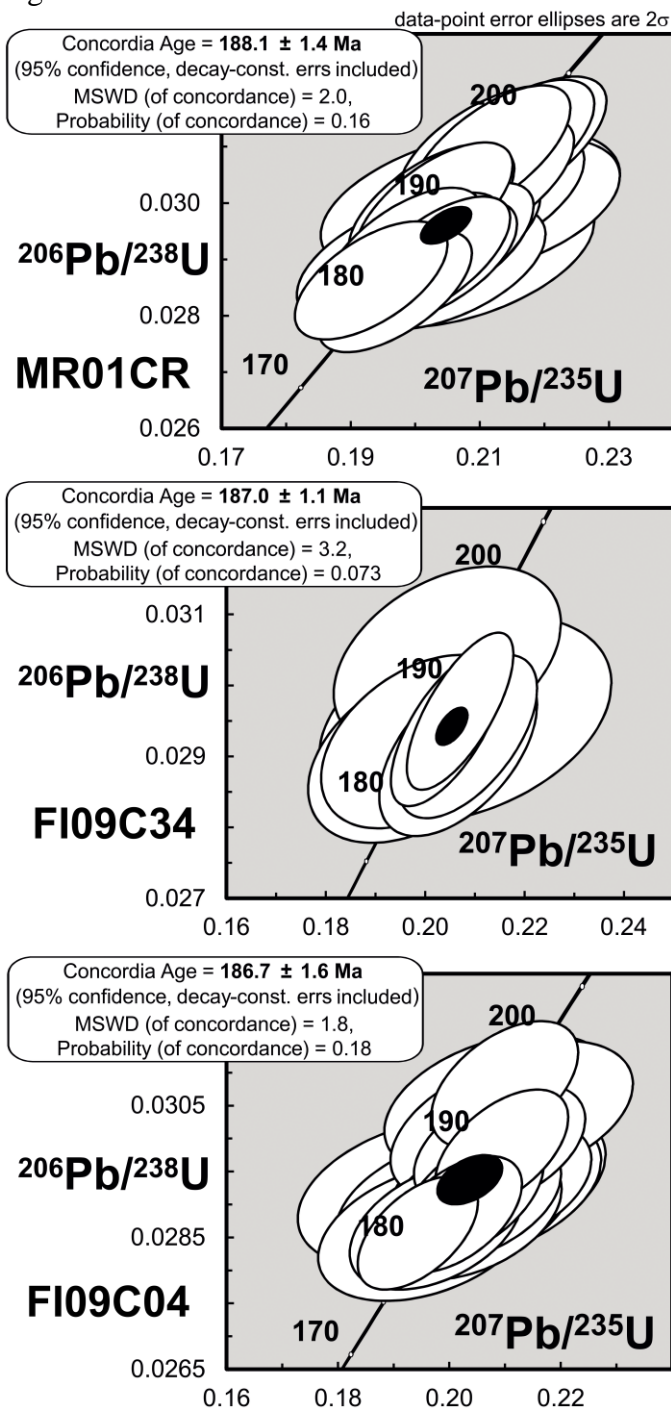 data-point error ellipses are 2σ
Concordia Age = 188.1 ± 1.4 Ma
(95% confidence, decay-const. errs included)
MSWD (of concordance) = 2.0,
Probability (of concordance) = 0.16
200
190
0.030
206Pb/238U
180
0.028
170
MR01CR
207Pb/235U
0.026
0.17
0.19
0.21
0.23
Concordia Age = 187.0 ± 1.1 Ma
(95% confidence, decay-const. errs included)
MSWD (of concordance) = 3.2,
Probability (of concordance) = 0.073
200
0.031
190
206Pb/238U
0.029
180
FI09C34
207Pb/235U
0.027
0.16
0.18
0.20
0.22
0.24
Concordia Age = 186.7 ± 1.6 Ma
(95% confidence, decay-const. errs included)
MSWD (of concordance) = 1.8,
Probability (of concordance) = 0.18
200
0.0305
190
206Pb/238U
0.0285
180
FI09C04
170
207Pb/235U
0.0265
0.16
0.18
0.20
0.22